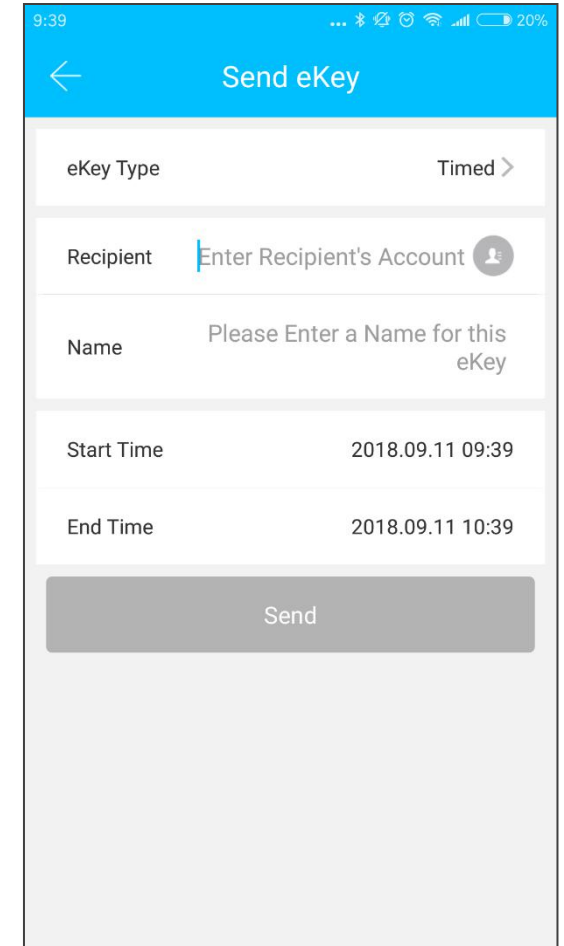 9:39 ... 20%
Send eKey
eKey Type Timed
Recipient Enter Recipient's Account
Name Please Enter a Name for this
eKey
Start Time 2018.09.11 09:39
End Time 2018.09.11 10:39
Send